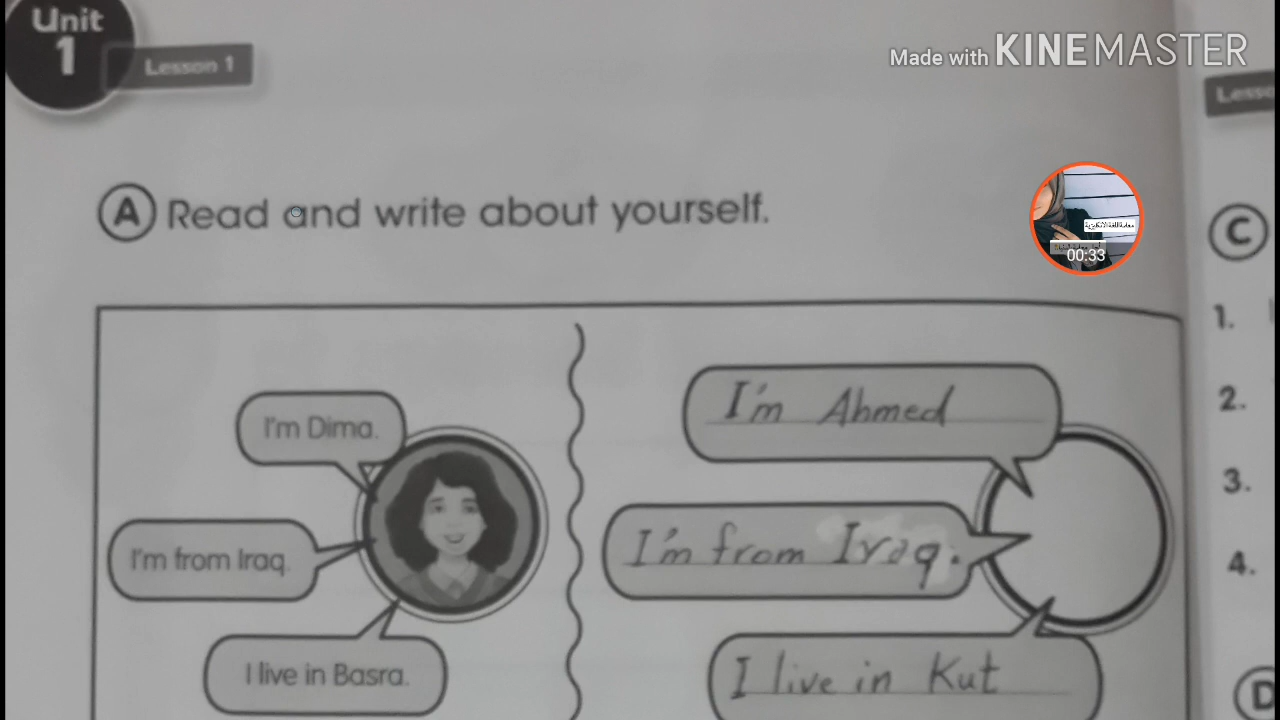 Unit
1
Lesson 1
Made with KINEMASTER
Lesso
A Read and write about yourself.
00:33
C
1.
2.
3.
4.
D
I'm Dima.
I'm from Iraq.
I live in Basra.
I'm Ahmed
I'm from Iraq.
I live in Kut